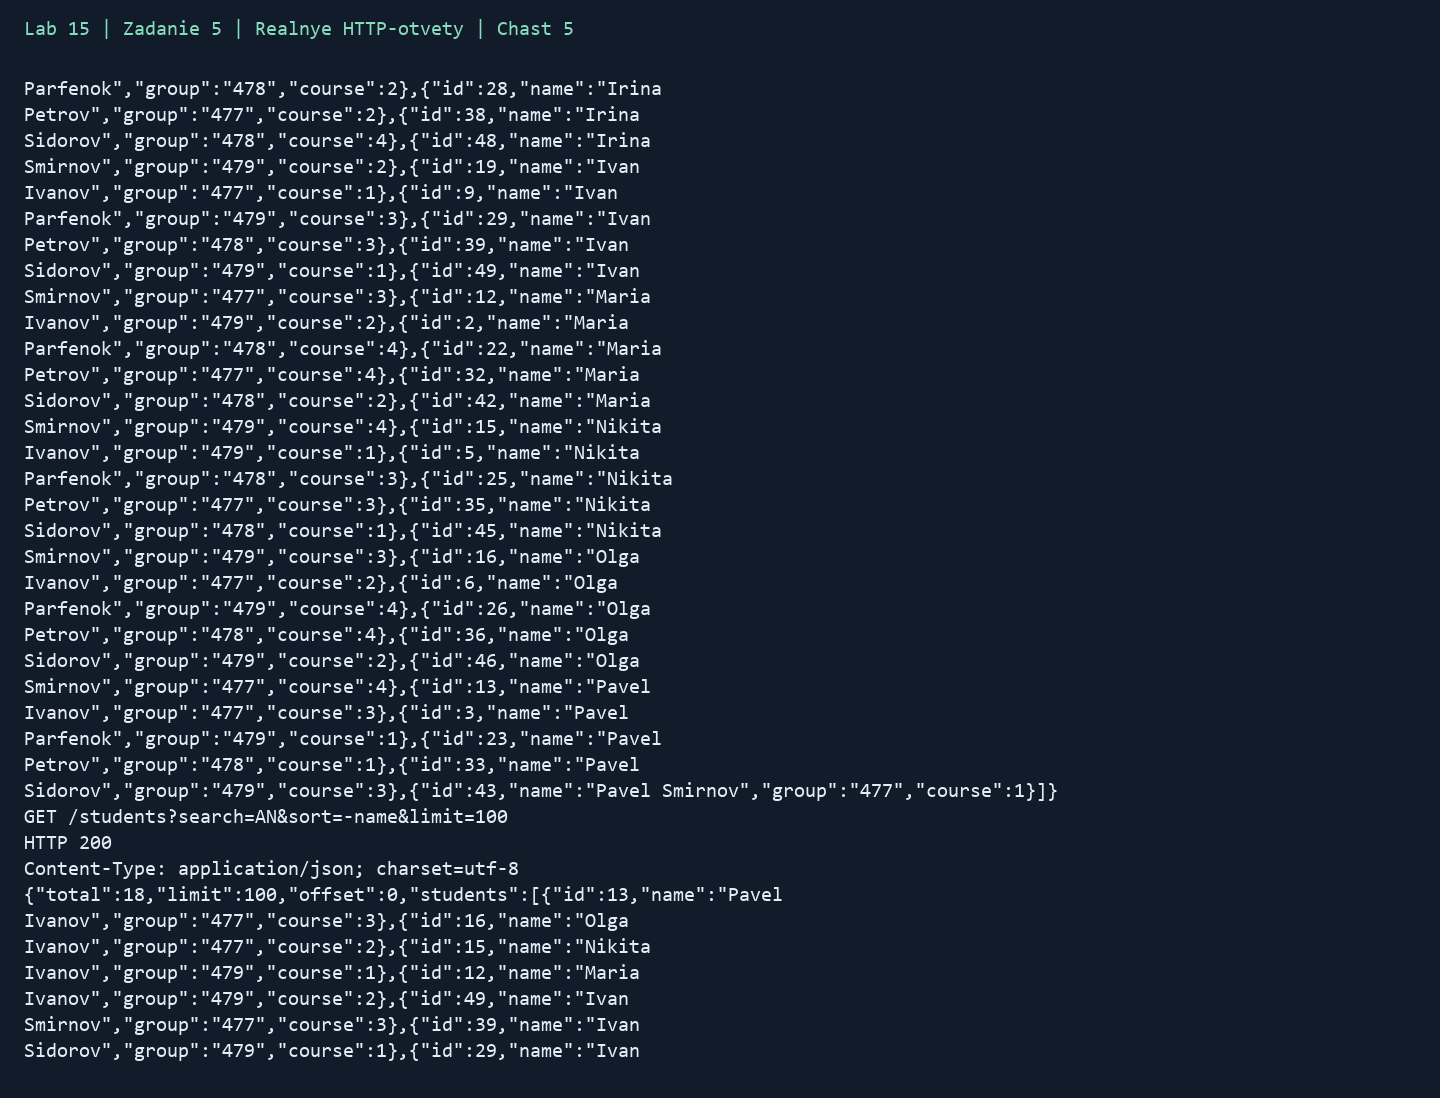 Lab 15 | Zadanie 5 | Realnye HTTP-otvety | Chast 5
Parfenok","group":"478","course":2},{"id":28,"name":"Irina
Petrov","group":"477","course":2},{"id":38,"name":"Irina
Sidorov","group":"478","course":4},{"id":48,"name":"Irina
Smirnov","group":"479","course":2},{"id":19,"name":"Ivan
Ivanov","group":"477","course":1},{"id":9,"name":"Ivan
Parfenok","group":"479","course":3},{"id":29,"name":"Ivan
Petrov","group":"478","course":3},{"id":39,"name":"Ivan
Sidorov","group":"479","course":1},{"id":49,"name":"Ivan
Smirnov","group":"477","course":3},{"id":12,"name":"Maria
Ivanov","group":"479","course":2},{"id":2,"name":"Maria
Parfenok","group":"478","course":4},{"id":22,"name":"Maria
Petrov","group":"477","course":4},{"id":32,"name":"Maria
Sidorov","group":"478","course":2},{"id":42,"name":"Maria
Smirnov","group":"479","course":4},{"id":15,"name":"Nikita
Ivanov","group":"479","course":1},{"id":5,"name":"Nikita
Parfenok","group":"478","course":3},{"id":25,"name":"Nikita
Petrov","group":"477","course":3},{"id":35,"name":"Nikita
Sidorov","group":"478","course":1},{"id":45,"name":"Nikita
Smirnov","group":"479","course":3},{"id":16,"name":"Olga
Ivanov","group":"477","course":2},{"id":6,"name":"Olga
Parfenok","group":"479","course":4},{"id":26,"name":"Olga
Petrov","group":"478","course":4},{"id":36,"name":"Olga
Sidorov","group":"479","course":2},{"id":46,"name":"Olga
Smirnov","group":"477","course":4},{"id":13,"name":"Pavel
Ivanov","group":"477","course":3},{"id":3,"name":"Pavel
Parfenok","group":"479","course":1},{"id":23,"name":"Pavel
Petrov","group":"478","course":1},{"id":33,"name":"Pavel
Sidorov","group":"479","course":3},{"id":43,"name":"Pavel Smirnov","group":"477","course":1}]}
GET /students?search=AN&sort=-name&limit=100
HTTP 200
Content-Type: application/json; charset=utf-8
{"total":18,"limit":100,"offset":0,"students":[{"id":13,"name":"Pavel
Ivanov","group":"477","course":3},{"id":16,"name":"Olga
Ivanov","group":"477","course":2},{"id":15,"name":"Nikita
Ivanov","group":"479","course":1},{"id":12,"name":"Maria
Ivanov","group":"479","course":2},{"id":49,"name":"Ivan
Smirnov","group":"477","course":3},{"id":39,"name":"Ivan
Sidorov","group":"479","course":1},{"id":29,"name":"Ivan